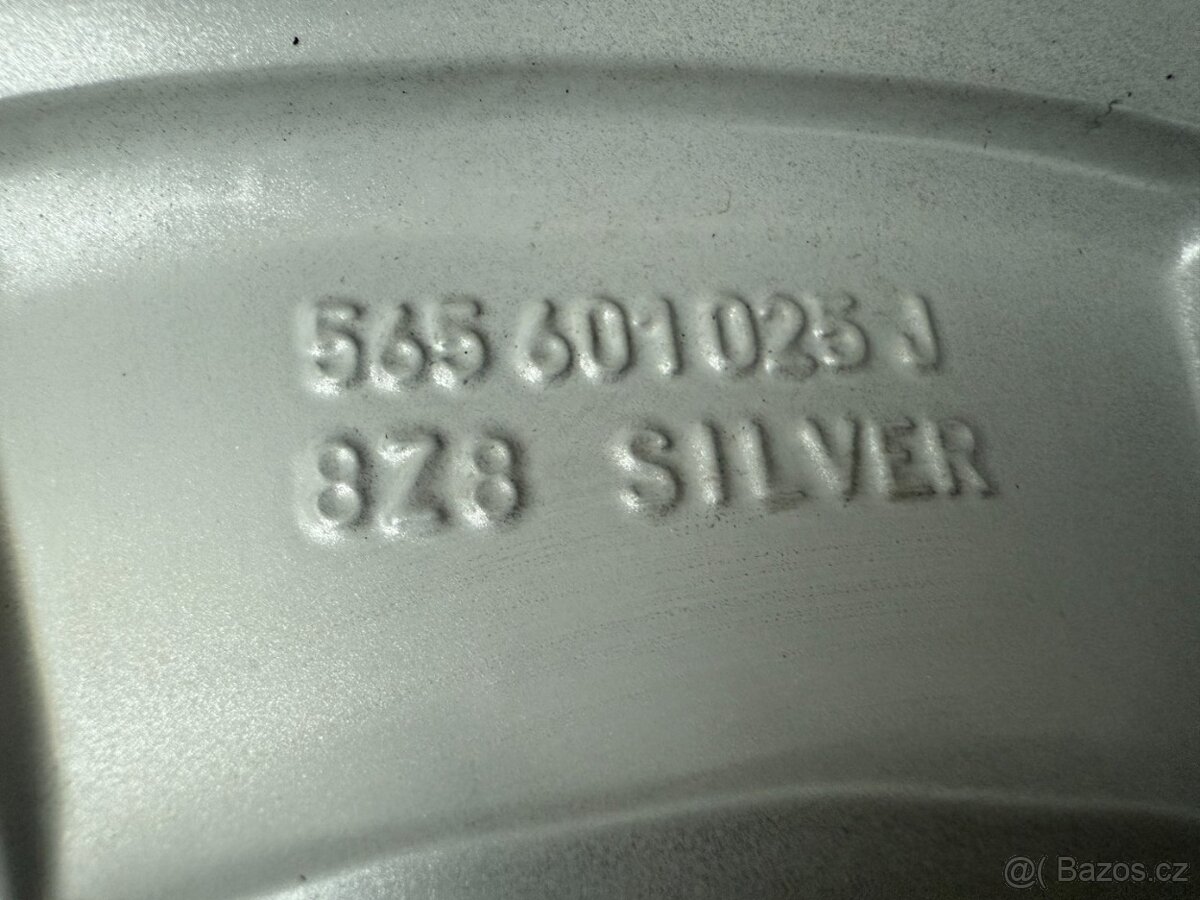 565 601 025 J
8Z8 SILVER
@( Bazos.cz